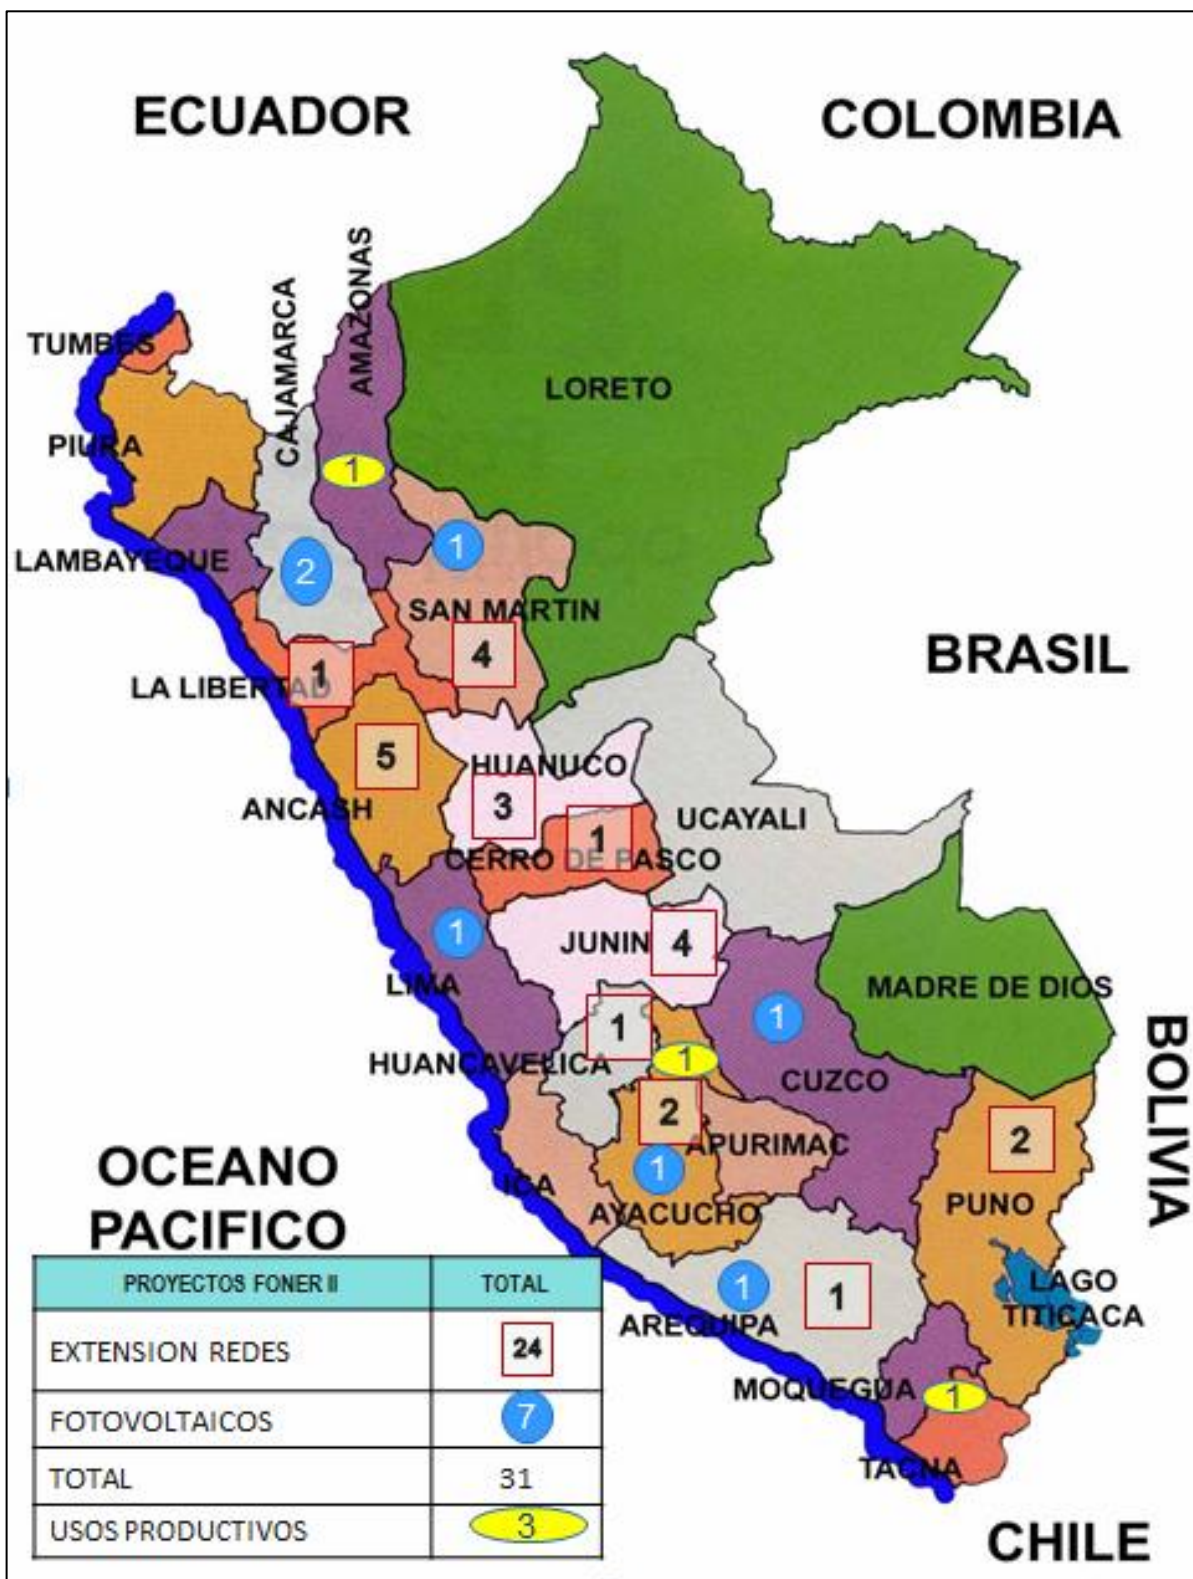 ECUADOR
COLOMBIA
AMAZONAS
CAJAMARCA
TUMBES
LORETO
PIURA
1
1
LAMBAYEQUE
2
SAN MARTIN
4
BRASIL
1
LA LIBERTAD
5
HUANUCO
3
ANCASH
UCAYALI
1
CERRO DE PASCO
1
JUNIN
4
LIMA
MADRE DE DIOS
1
1
HUANCAVELICA
1
CUZCO
BOLIVIA
2
APURIMAC
2
OCEANO
PACIFICO
1
ICA
AYACUCHO
PUNO
1
1
AREQUIPA
LAGO
TITICACA
MOQUEGUA
1
TACNA
CHILE
PROYECTOS FONER II TOTAL
EXTENSION REDES 24
FOTOVOLTAICOS 7
TOTAL 31
USOS PRODUCTIVOS 3